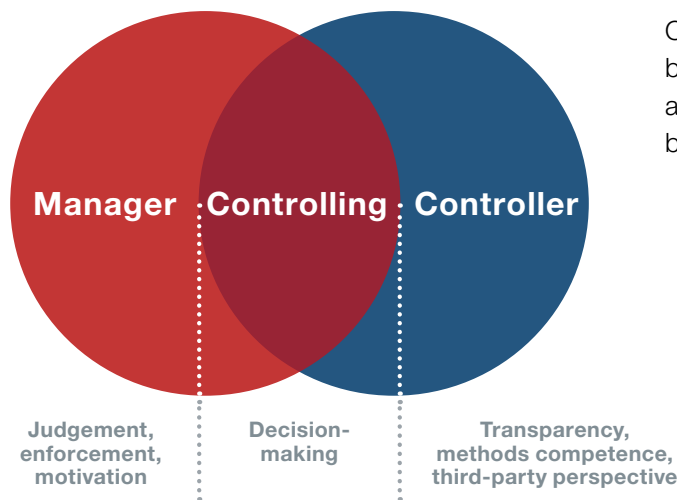 Manager
Controlling
Controller
Judgement,
enforcement,
motivation
Decision-
making
Transparency,
methods competence,
third-party perspective